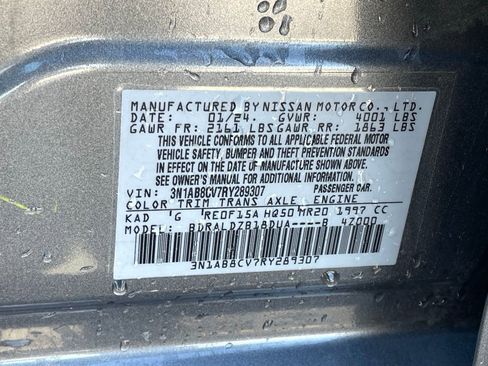 MANUFACTURED BY NISSAN MOTOR CO., LTD.
DATE: 01/24. GVWR: 4001 LBS
GAWR FR: 2161 LBS GAWR RR: 1863 LBS
THIS VEHICLE CONFORMS TO ALL APPLICABLE FEDERAL MOTOR
VEHICLE SAFETY, BUMPER AND THEFT PREVENTION STANDARDS
IN EFFECT ON THE DATE OF MANUFACTURE SHOWN ABOVE.
SEE OWNER'S MANUAL FOR ADDITIONAL INFORMATION
VIN: 3N1AB8CV7RY289307 PASSENGER CAR.
COLOR TRIM TRANS AXLE ENGINE
KAD G RE0F15A HQ50 MR20 1997 CC
MODEL: BDRALDZB18DUA----B 4Z000
3N1AB8CV7RY289307